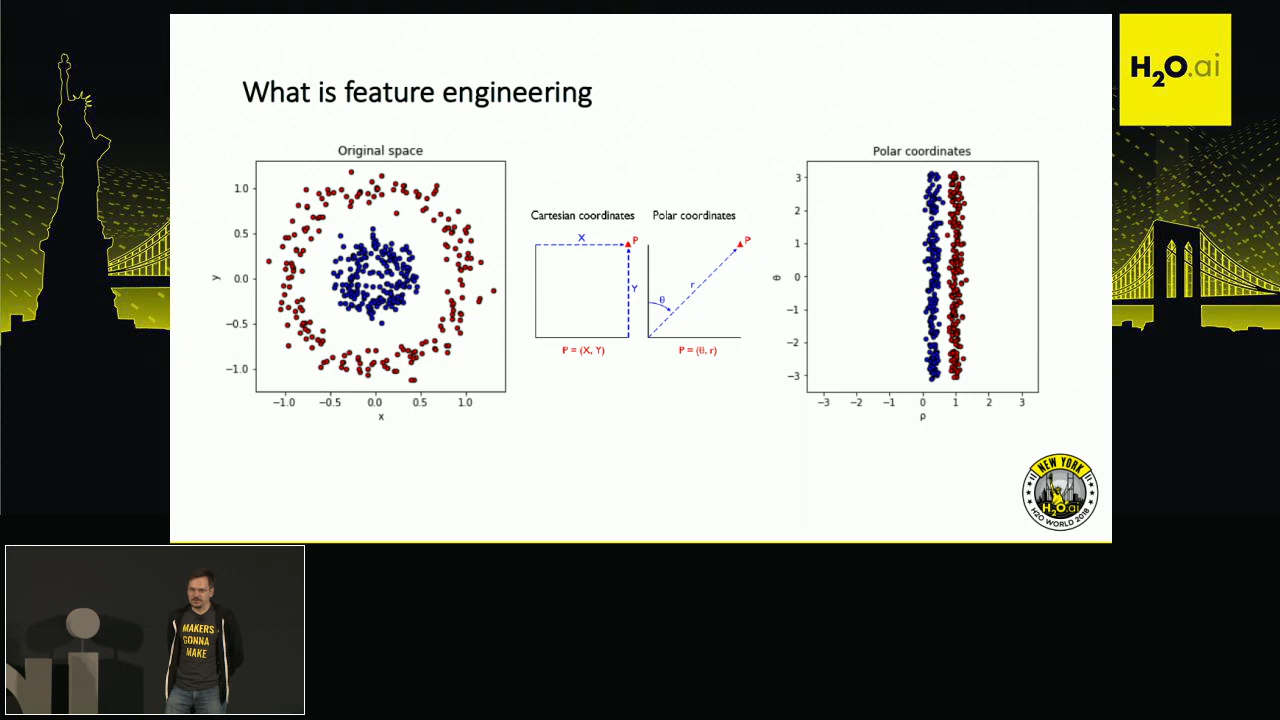 What is feature engineering
H2O.ai
Original space
1.0
0.5
0.0
−0.5
−1.0
y
−1.0 −0.5 0.0 0.5 1.0
x
Cartesian coordinates
X
P
Y
P = (X, Y)
Polar coordinates
P
r
θ
P = (θ, r)
Polar coordinates
3
2
1
0
−1
−2
−3
θ
−3 −2 −1 0 1 2 3
ρ
NEW YORK
H2O.ai
H2O WORLD 2018
MAKERS
GONNA
MAKE